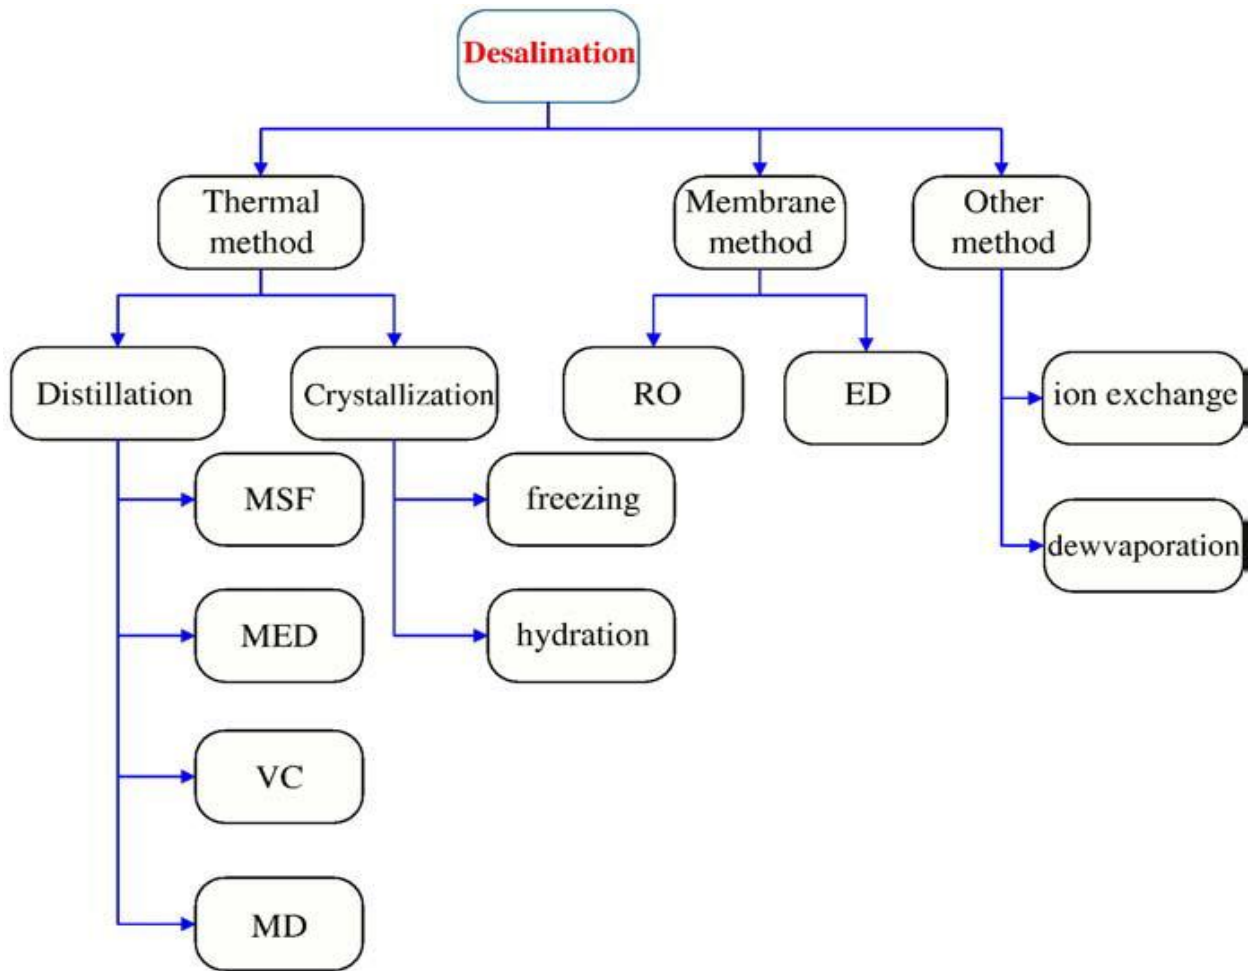 Desalination
Thermal
method
Membrane
method
Other
method
Distillation
Crystallization
RO
ED
ion exchange
MSF
freezing
dewvaporation
MED
hydration
VC
MD